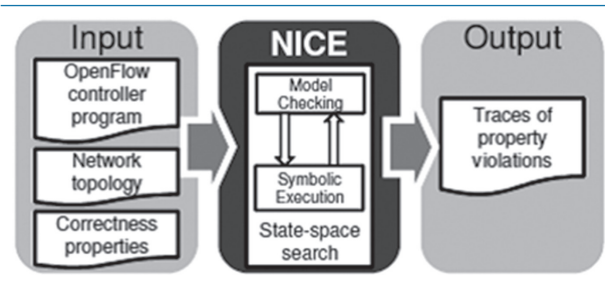 Input
OpenFlow
controller
program
Network
topology
Correctness
properties
NICE
Model
Checking
Symbolic
Execution
State-space
search
Output
Traces of
property
violations